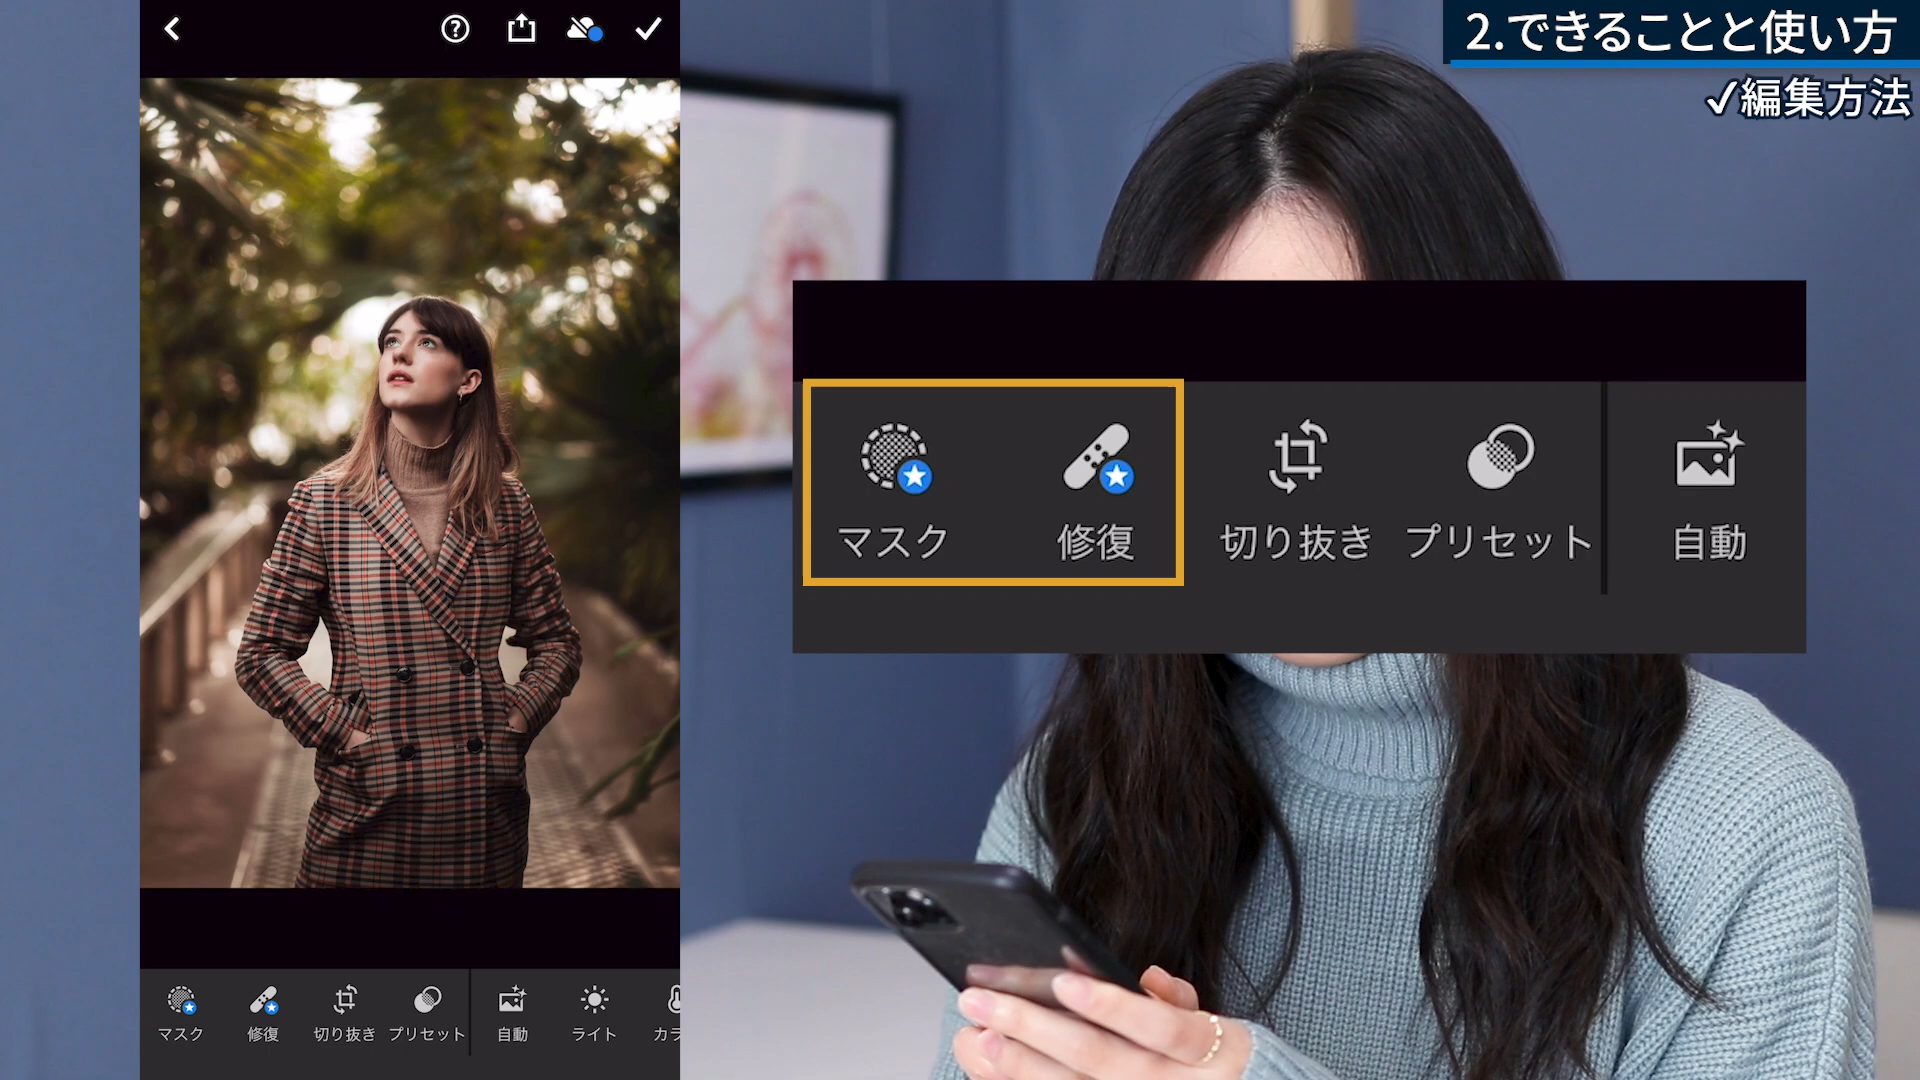 2.できることと使い方
✓編集方法
マスク 修復 切り抜き プリセット 自動
マスク 修復 切り抜き プリセット 自動 ライト カラ